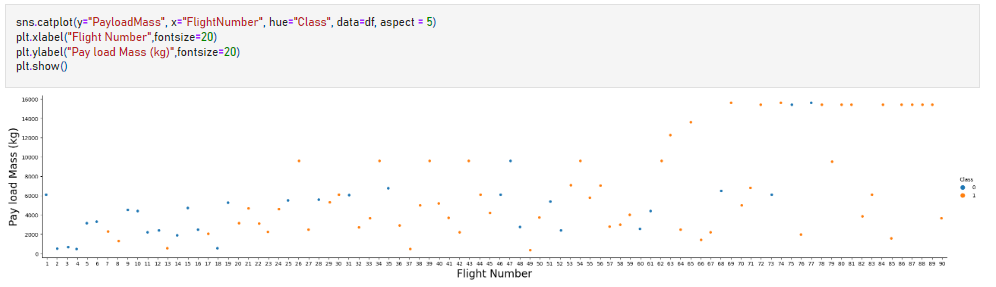 sns.catplot(y="PayloadMass", x="FlightNumber", hue="Class", data=df, aspect = 5)
plt.xlabel("Flight Number",fontsize=20)
plt.ylabel("Pay load Mass (kg)",fontsize=20)
plt.show()
16000
14000
12000
10000
8000
6000
4000
2000
0
Pay load Mass (kg)
Class
0
1
1 2 3 4 5 6 7 8 9 10 11 12 13 14 15 16 17 18 19 20 21 22 23 24 25 26 27 28 29 30 31 32 33 34 35 36 37 38 39 40 41 42 43 44 45 46 47 48 49 50 51 52 53 54 55 56 57 58 59 60 61 62 63 64 65 66 67 68 69 70 71 72 73 74 75 76 77 78 79 80 81 82 83 84 85 86 87 88 89 90
Flight Number